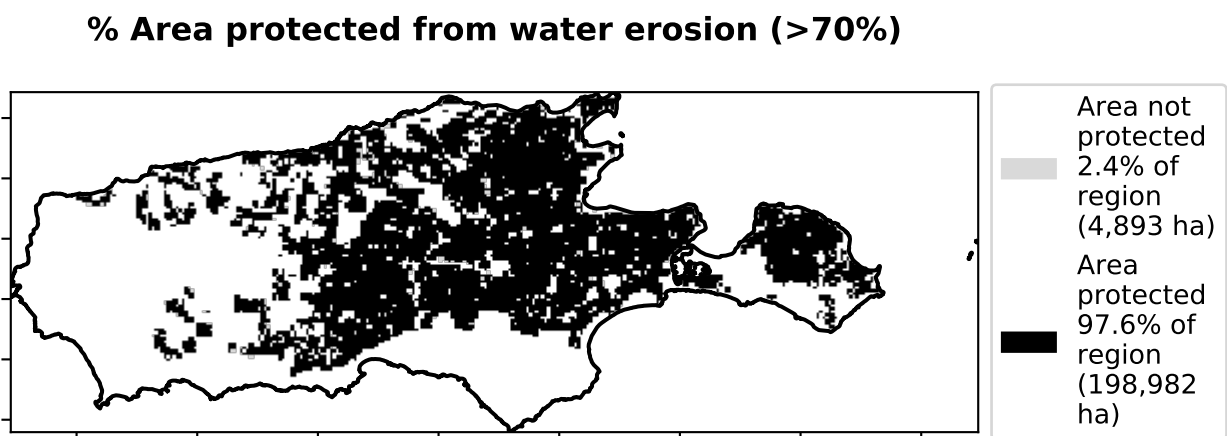 % Area protected from water erosion (>70%)
Area not
protected
2.4% of
region
(4,893 ha)
Area
protected
97.6% of
region
(198,982
ha)